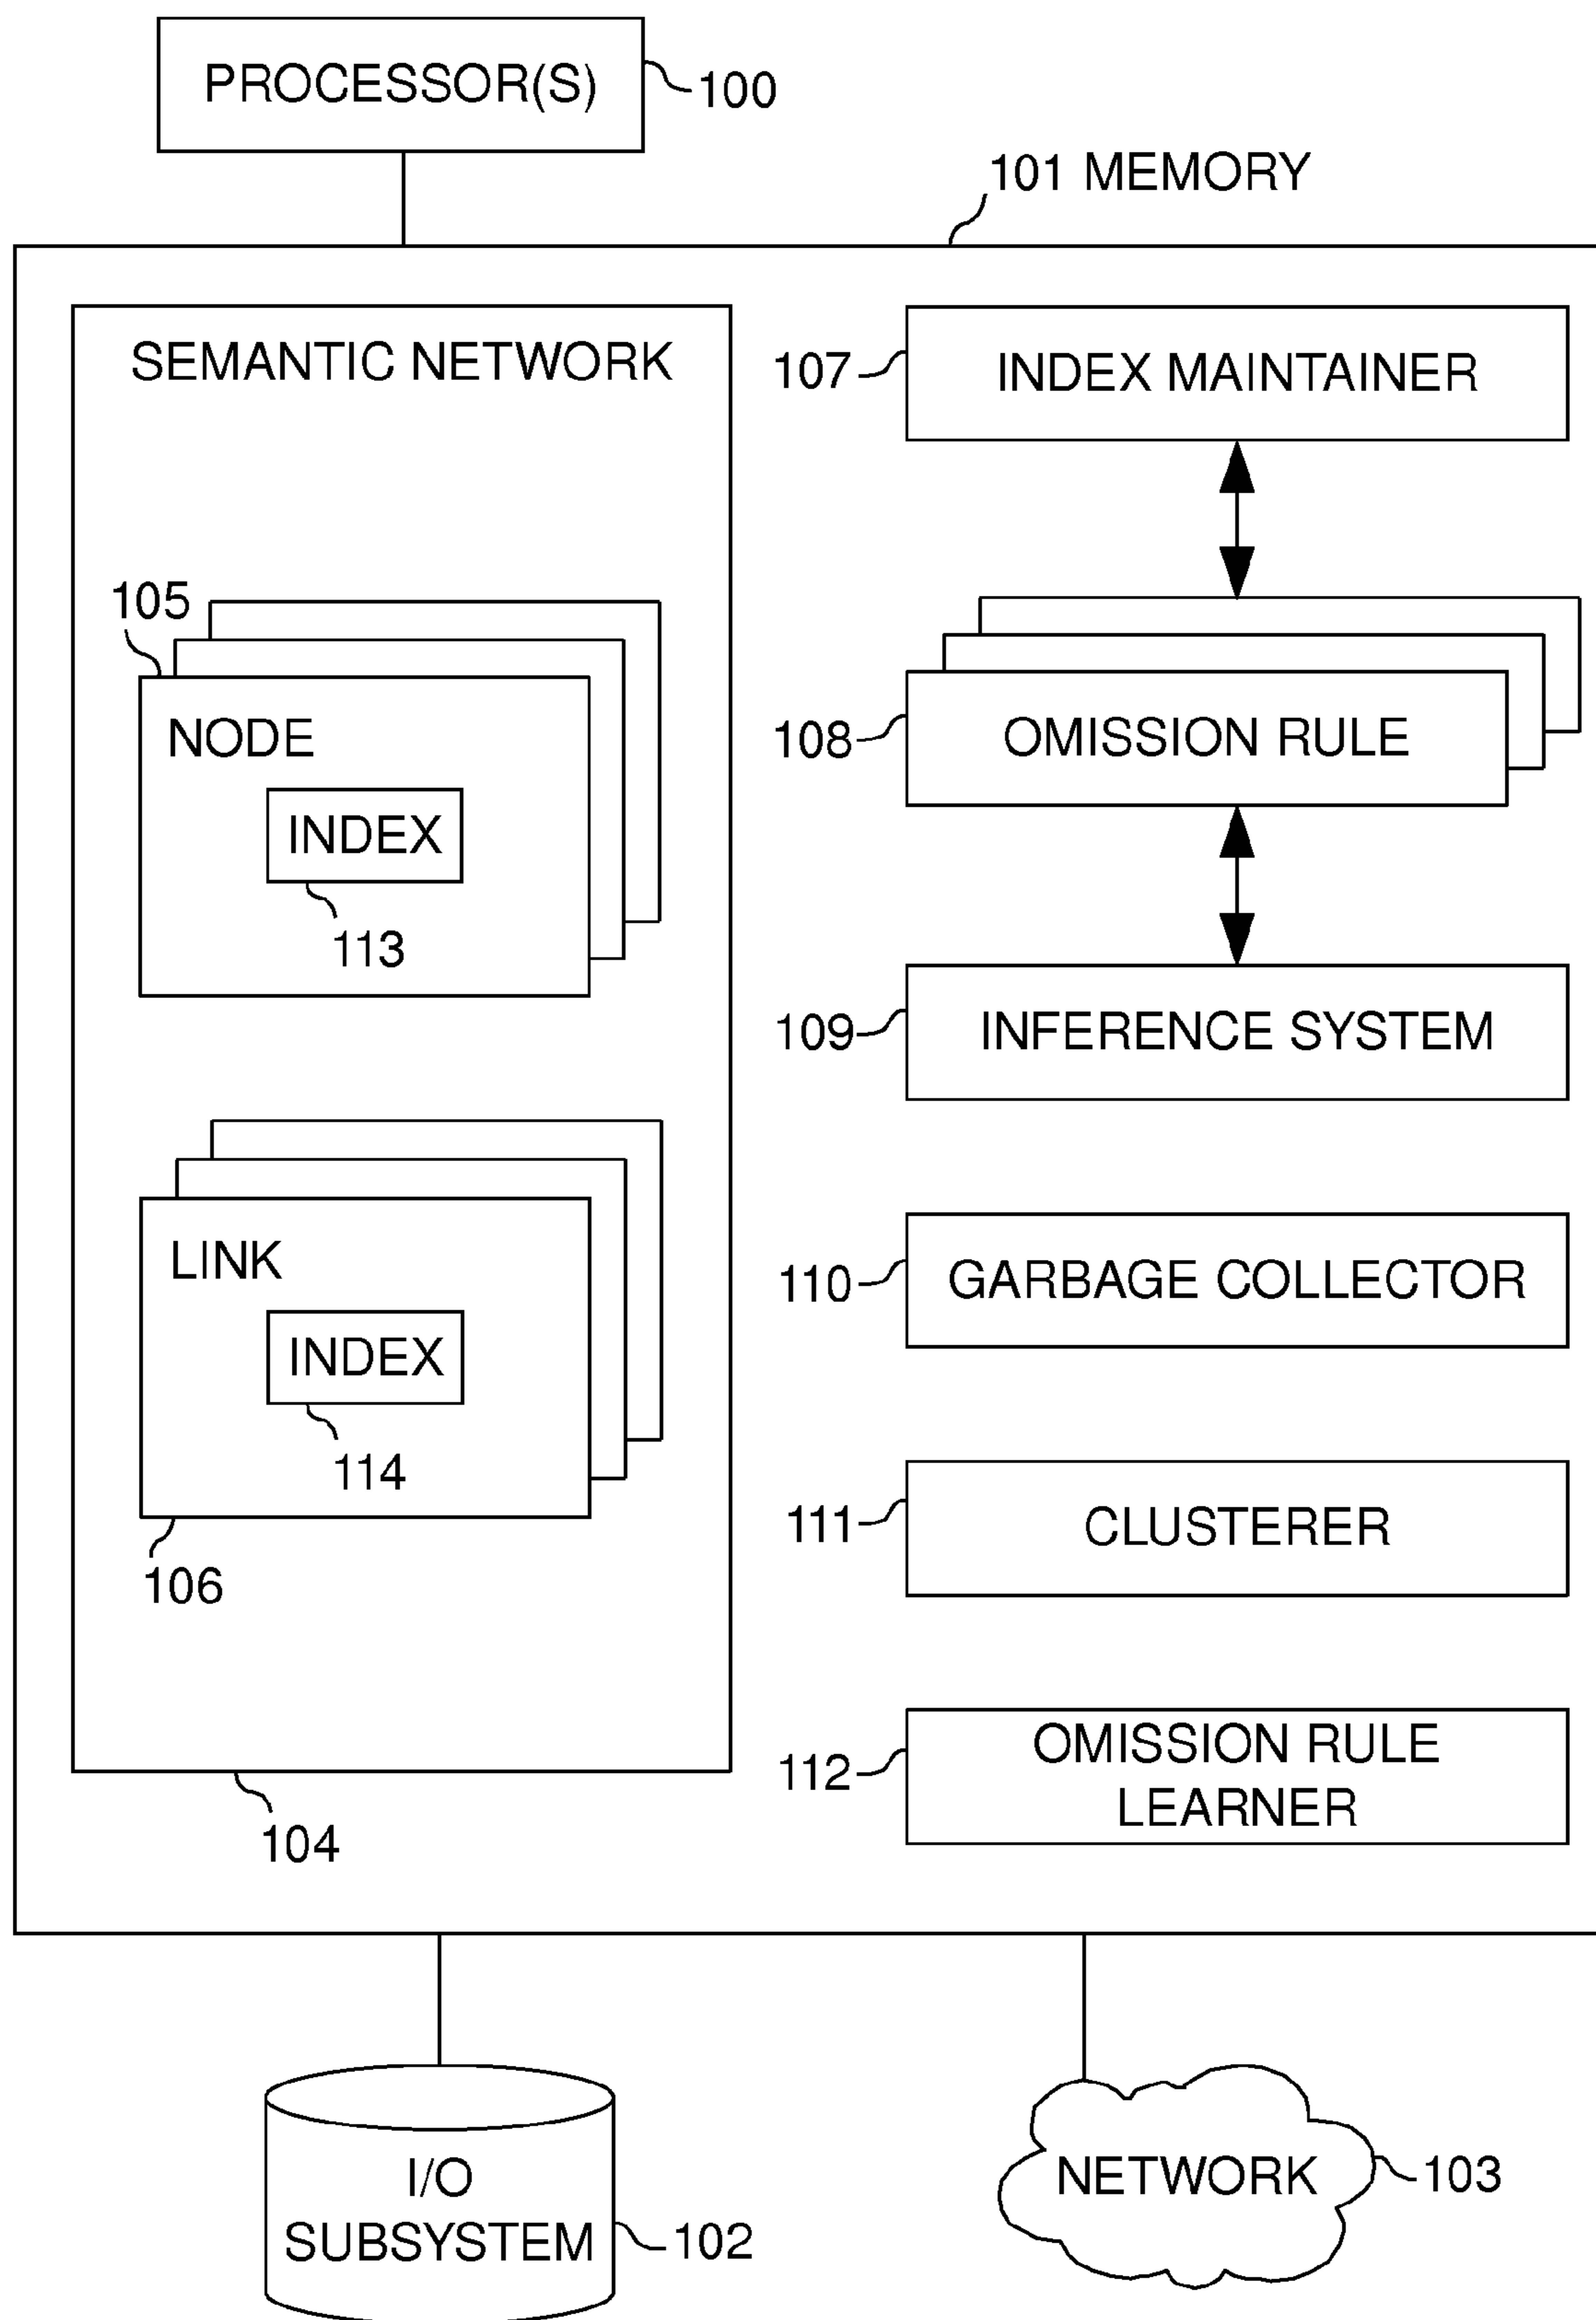 PROCESSOR(S)
100
101 MEMORY
SEMANTIC NETWORK
107
INDEX MAINTAINER
105
NODE
INDEX
113
108
OMISSION RULE
109
INFERENCE SYSTEM
LINK
INDEX
114
106
110
GARBAGE COLLECTOR
111
CLUSTERER
112
OMISSION RULE
LEARNER
104
I/O
SUBSYSTEM
102
NETWORK
103